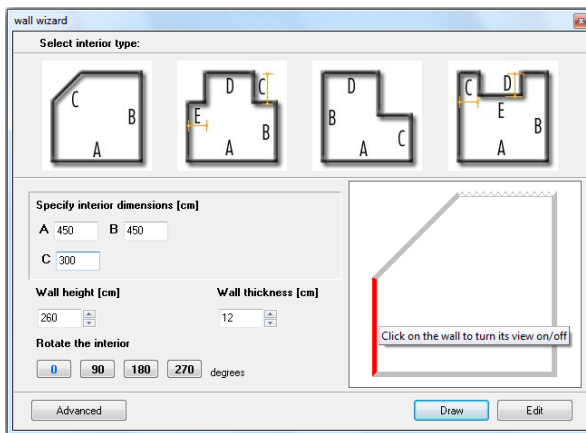 wall wizard
Select interior type:
C B A
D C E B A
D B C A
C D E B A
Specify interior dimensions [cm]
A 450 B 450
C 300
Wall height [cm] Wall thickness [cm]
260 12
Rotate the interior
0 90 180 270 degrees
Click on the wall to turn its view on/off
Advanced Draw Edit